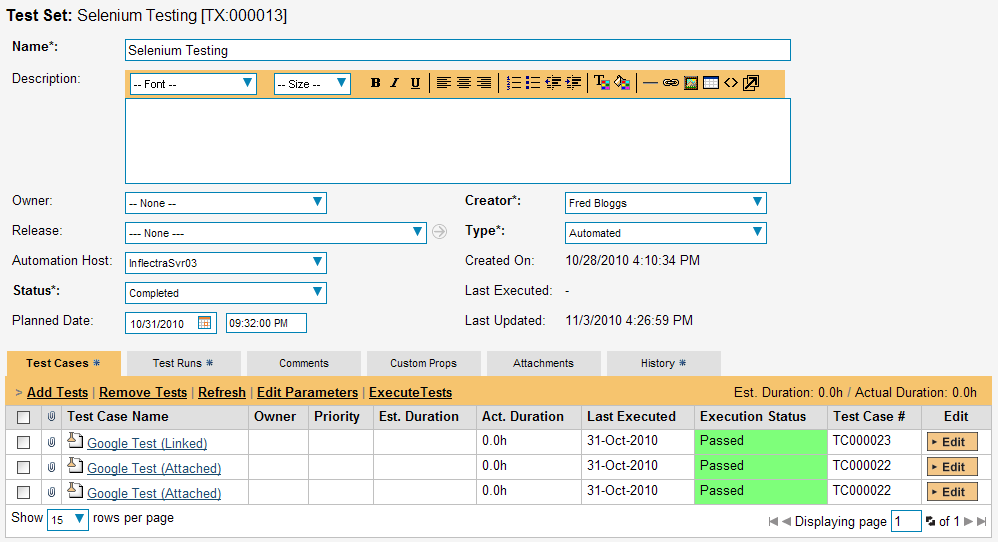 Test Set: Selenium Testing [TX:000013]
Name*: Selenium Testing
Description: -- Font -- -- Size -- B I U
Owner: -- None -- Creator*: Fred Bloggs
Release: --- None --- Type*: Automated
Automation Host: InflectraSvr03 Created On: 10/28/2010 4:10:34 PM
Status*: Completed Last Executed: -
Planned Date: 10/31/2010 09:32:00 PM Last Updated: 11/3/2010 4:26:59 PM
Test Cases * Test Runs * Comments Custom Props Attachments History *
> Add Tests | Remove Tests | Refresh | Edit Parameters | ExecuteTests Est. Duration: 0.0h / Actual Duration: 0.0h
Test Case Name Owner Priority Est. Duration Act. Duration Last Executed Execution Status Test Case # Edit
Google Test (Linked) 0.0h 31-Oct-2010 Passed TC000023 Edit
Google Test (Attached) 0.0h 31-Oct-2010 Passed TC000022 Edit
Google Test (Attached) 0.0h 31-Oct-2010 Passed TC000022 Edit
Show 15 rows per page Displaying page 1 of 1